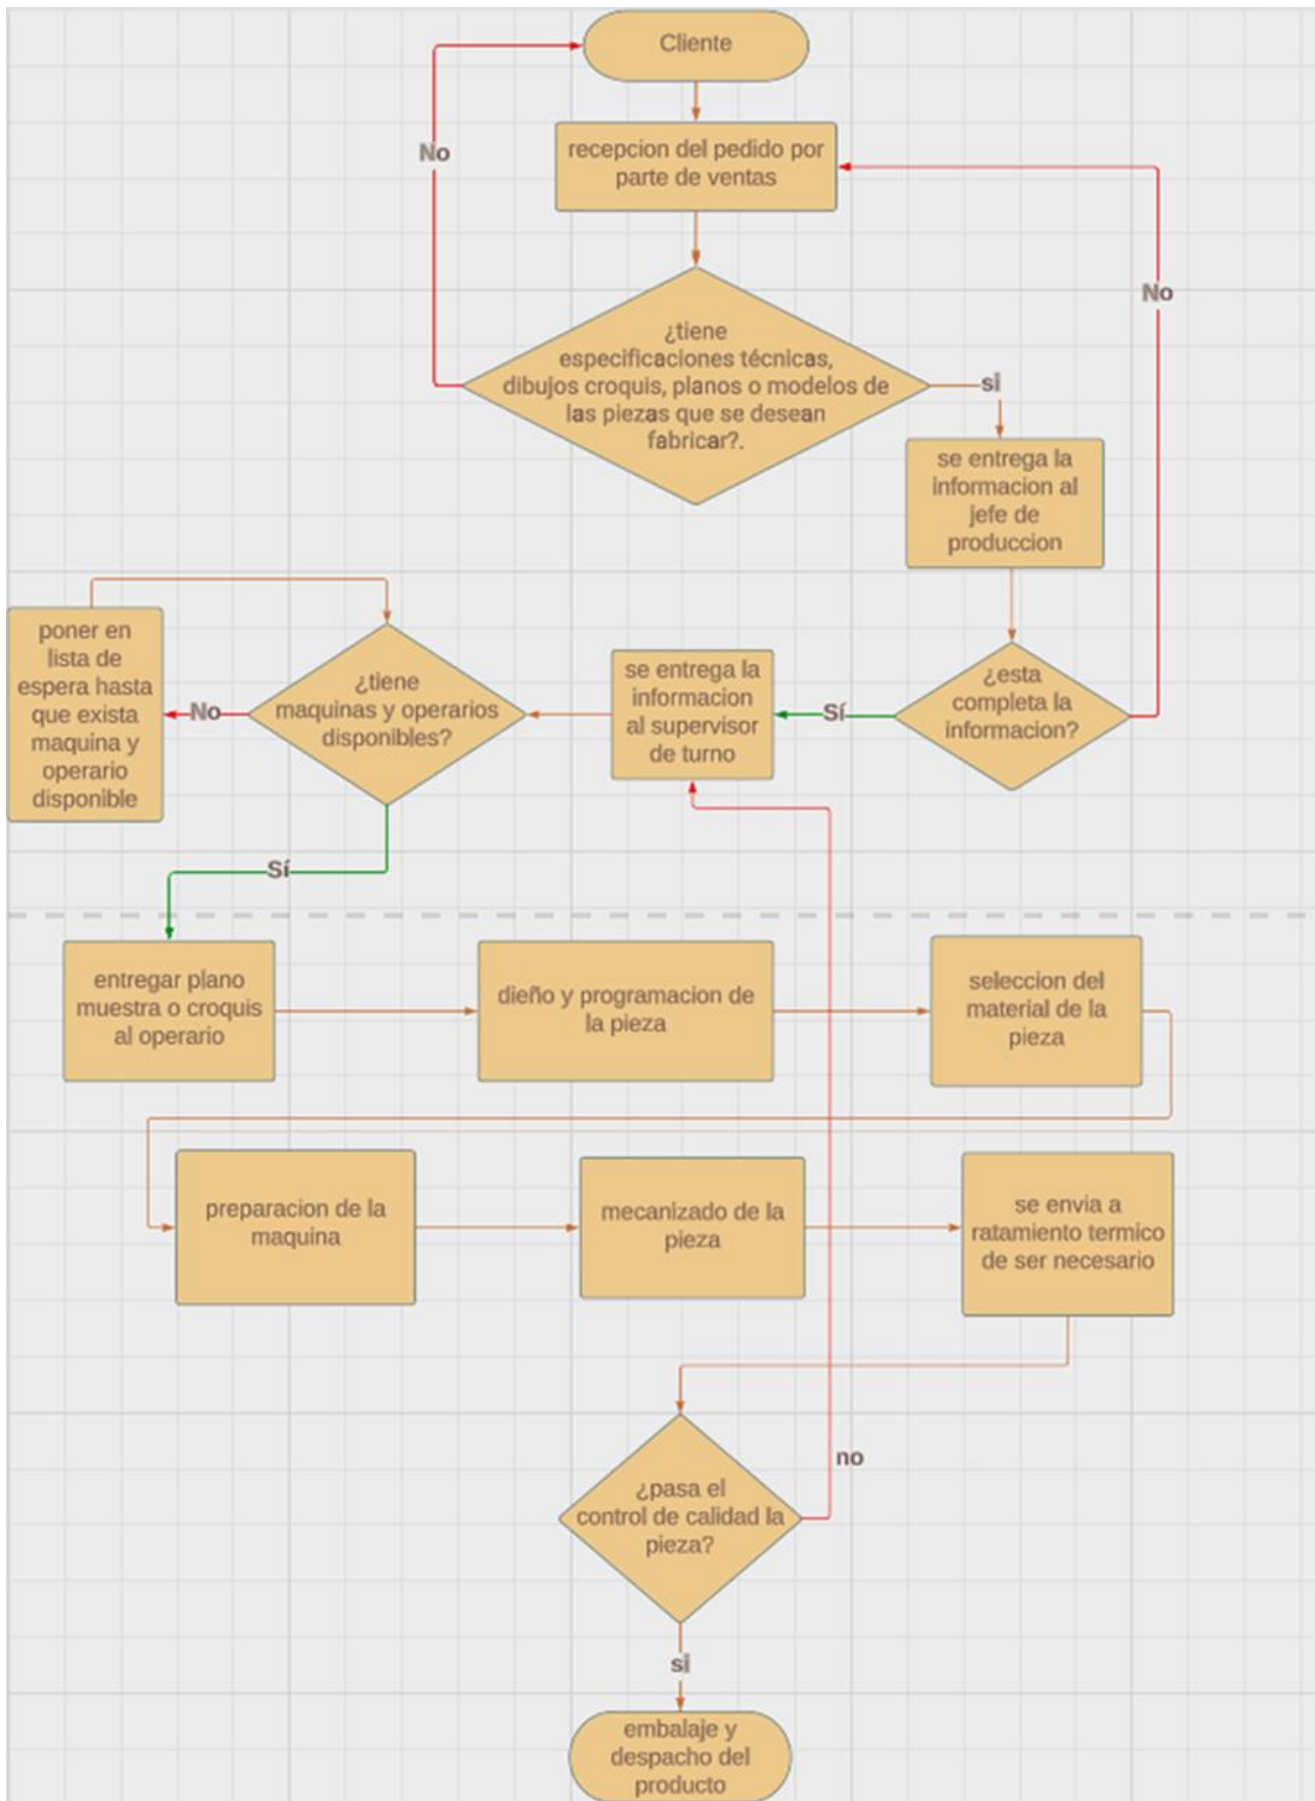 Cliente
No
recepcion del pedido por
parte de ventas
No
¿tiene
especificaciones técnicas,
dibujos croquis, planos o modelos de
las piezas que se desean
fabricar?.
si
se entrega la
informacion al
jefe de
produccion
¿esta
completa la
informacion?
Sí
se entrega la
informacion
al supervisor
de turno
¿tiene
maquinas y operarios
disponibles?
No
poner en
lista de
espera hasta
que exista
maquina y
operario
disponible
Sí
entregar plano
muestra o croquis
al operario
dieño y programacion de
la pieza
seleccion del
material de la
pieza
preparacion de la
maquina
mecanizado de la
pieza
se envia a
ratamiento termico
de ser necesario
¿pasa el
control de calidad la
pieza?
no
si
embalaje y
despacho del
producto